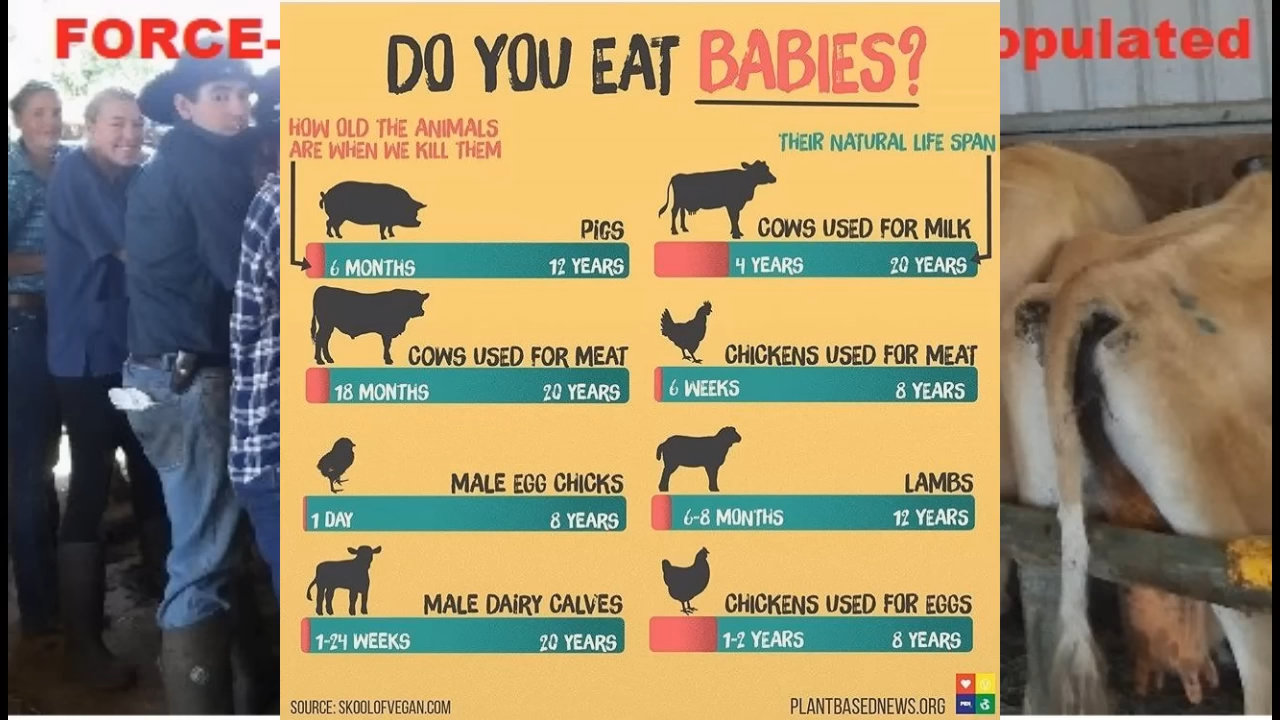 FORCE-
opulated
DO YOU EAT BABIES?
HOW OLD THE ANIMALS
ARE WHEN WE KILL THEM
THEIR NATURAL LIFE SPAN
PIGS
6 MONTHS 12 YEARS
COWS USED FOR MILK
4 YEARS 20 YEARS
COWS USED FOR MEAT
18 MONTHS 20 YEARS
CHICKENS USED FOR MEAT
6 WEEKS 8 YEARS
MALE EGG CHICKS
1 DAY 8 YEARS
LAMBS
6-8 MONTHS 12 YEARS
MALE DAIRY CALVES
1-24 WEEKS 20 YEARS
CHICKENS USED FOR EGGS
1-2 YEARS 8 YEARS
SOURCE: SKOOLOFVEGAN.COM
PLANTBASEDNEWS.ORG